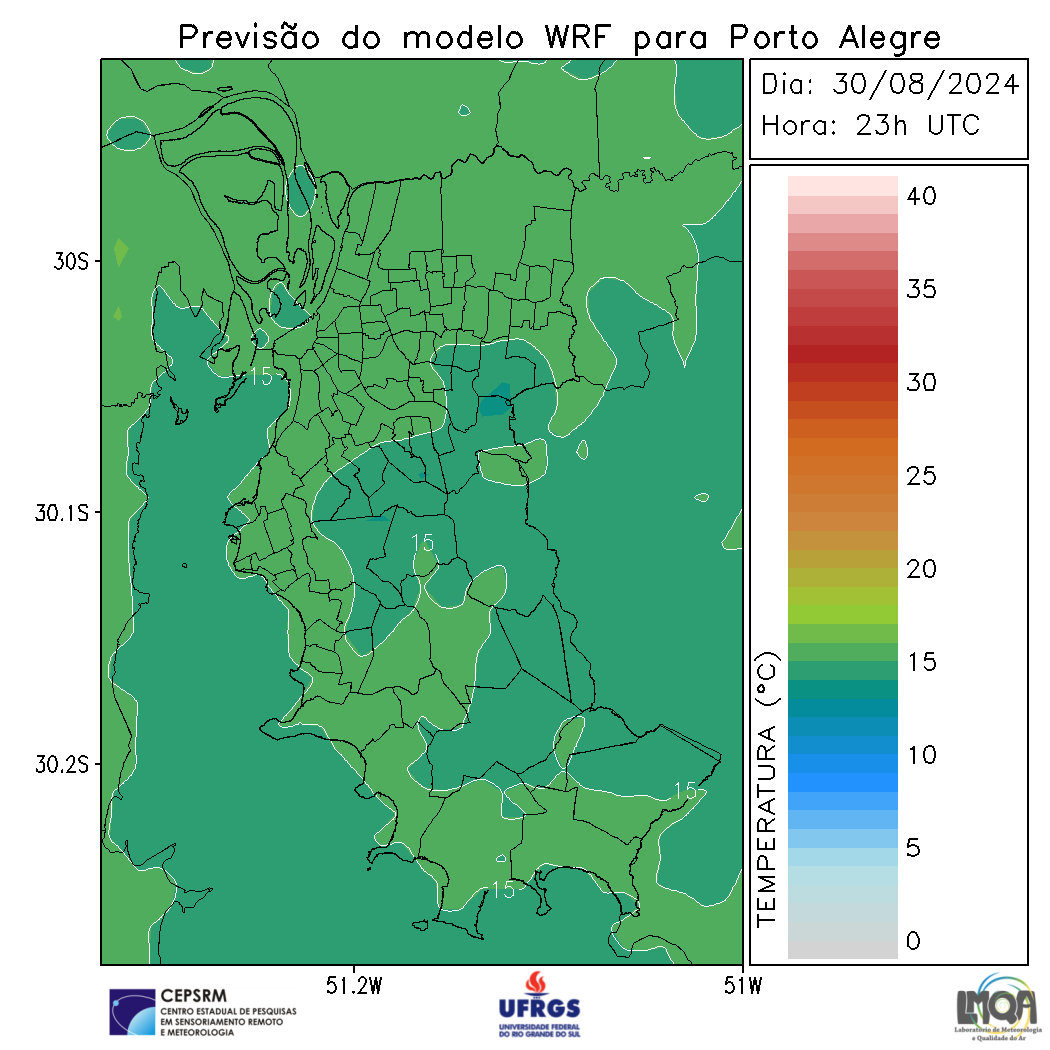 Previsão do modelo WRF para Porto Alegre
Dia: 30/08/2024
Hora: 23h UTC
40
35
30
25
20
15
10
5
0
TEMPERATURA (°C)
30S
30.1S
30.2S
51.2W
51W
15
15
15
15
CEPSRM
CENTRO ESTADUAL DE PESQUISAS
EM SENSORIAMENTO REMOTO
E METEOROLOGIA
UFRGS
UNIVERSIDADE FEDERAL
DO RIO GRANDE DO SUL
LMQA
Laboratório de Meteorologia
e Qualidade do Ar